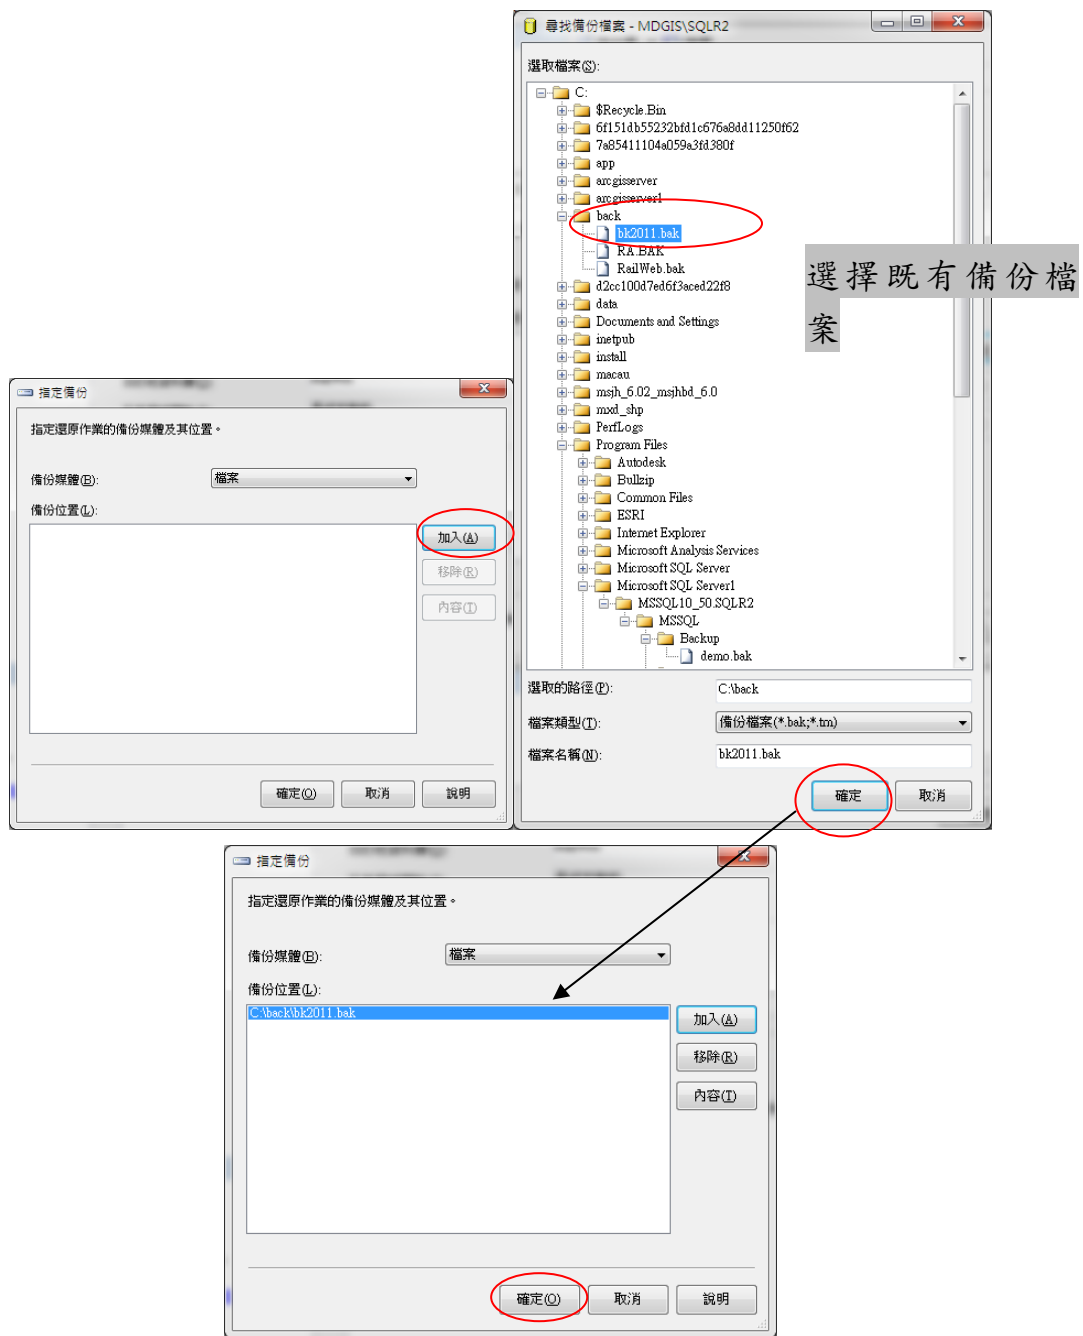 尋找備份檔案 - MDGIS\SQLR2
選取檔案(S):
C:
$Recycle.Bin
6f151db55232bfd1c676a8dd11250f62
7a85411104a059a3fd380f
app
arcgisserver
arcgisserver1
back
bk2011.bak
RA.BAK
RailWeb.bak
d2cc100d7ed6f3aced22f8
data
Documents and Settings
inetpub
install
macau
msjh_6.02_msjhbd_6.0
mxd_shp
PerfLogs
Program Files
Autodesk
Bullzip
Common Files
ESRI
Internet Explorer
Microsoft Analysis Services
Microsoft SQL Server
Microsoft SQL Server1
MSSQL10_50.SQLR2
MSSQL
Backup
demo.bak
選取的路徑(P):
C:\back
檔案類型(T):
備份檔案(*.bak;*.trn)
檔案名稱(N):
bk2011.bak
確定
取消
選擇既有備份檔
案
指定備份
指定還原作業的備份媒體及其位置。
備份媒體(B):
檔案
備份位置(L):
加入(A)
移除(R)
內容(T)
確定(O)
取消
說明
指定備份
指定還原作業的備份媒體及其位置。
備份媒體(B):
檔案
備份位置(L):
C:\back\bk2011.bak
加入(A)
移除(R)
內容(T)
確定(O)
取消
說明